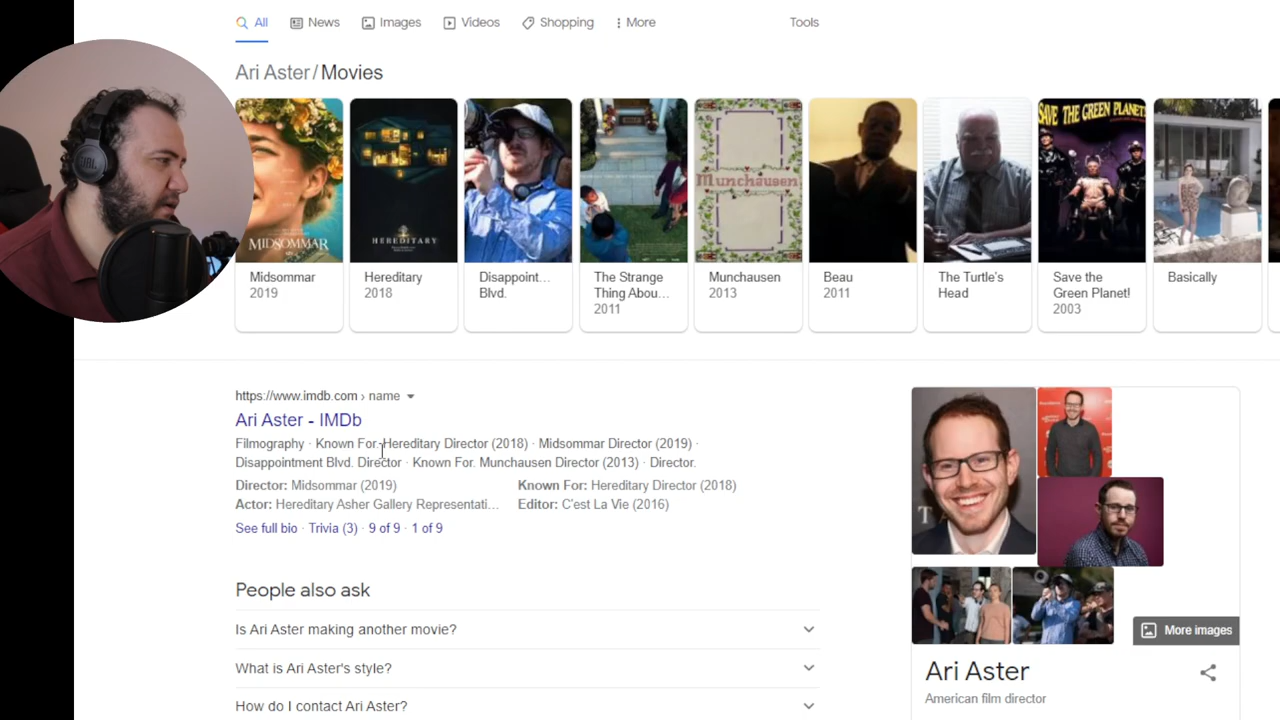 All News Images Videos Shopping More Tools
Ari Aster / Movies
JBL
MIDSOMMAR
HEREDITARY
Munchausen
SAVE THE GREEN PLANET!
Midsommar
2019
Hereditary
2018
Disappoint...
Blvd.
The Strange
Thing Abou...
2011
Munchausen
2013
Beau
2011
The Turtle's
Head
Save the
Green Planet!
2003
Basically
https://www.imdb.com › name
Ari Aster - IMDb
Filmography · Known For. Hereditary Director (2018) · Midsommar Director (2019) ·
Disappointment Blvd. Director · Known For. Munchausen Director (2013) · Director.
Director: Midsommar (2019)
Known For: Hereditary Director (2018)
Actor: Hereditary Asher Gallery Representati...
Editor: C'est La Vie (2016)
See full bio · Trivia (3) · 9 of 9 · 1 of 9
People also ask
Is Ari Aster making another movie?
What is Ari Aster's style?
How do I contact Ari Aster?
More images
Ari Aster
American film director